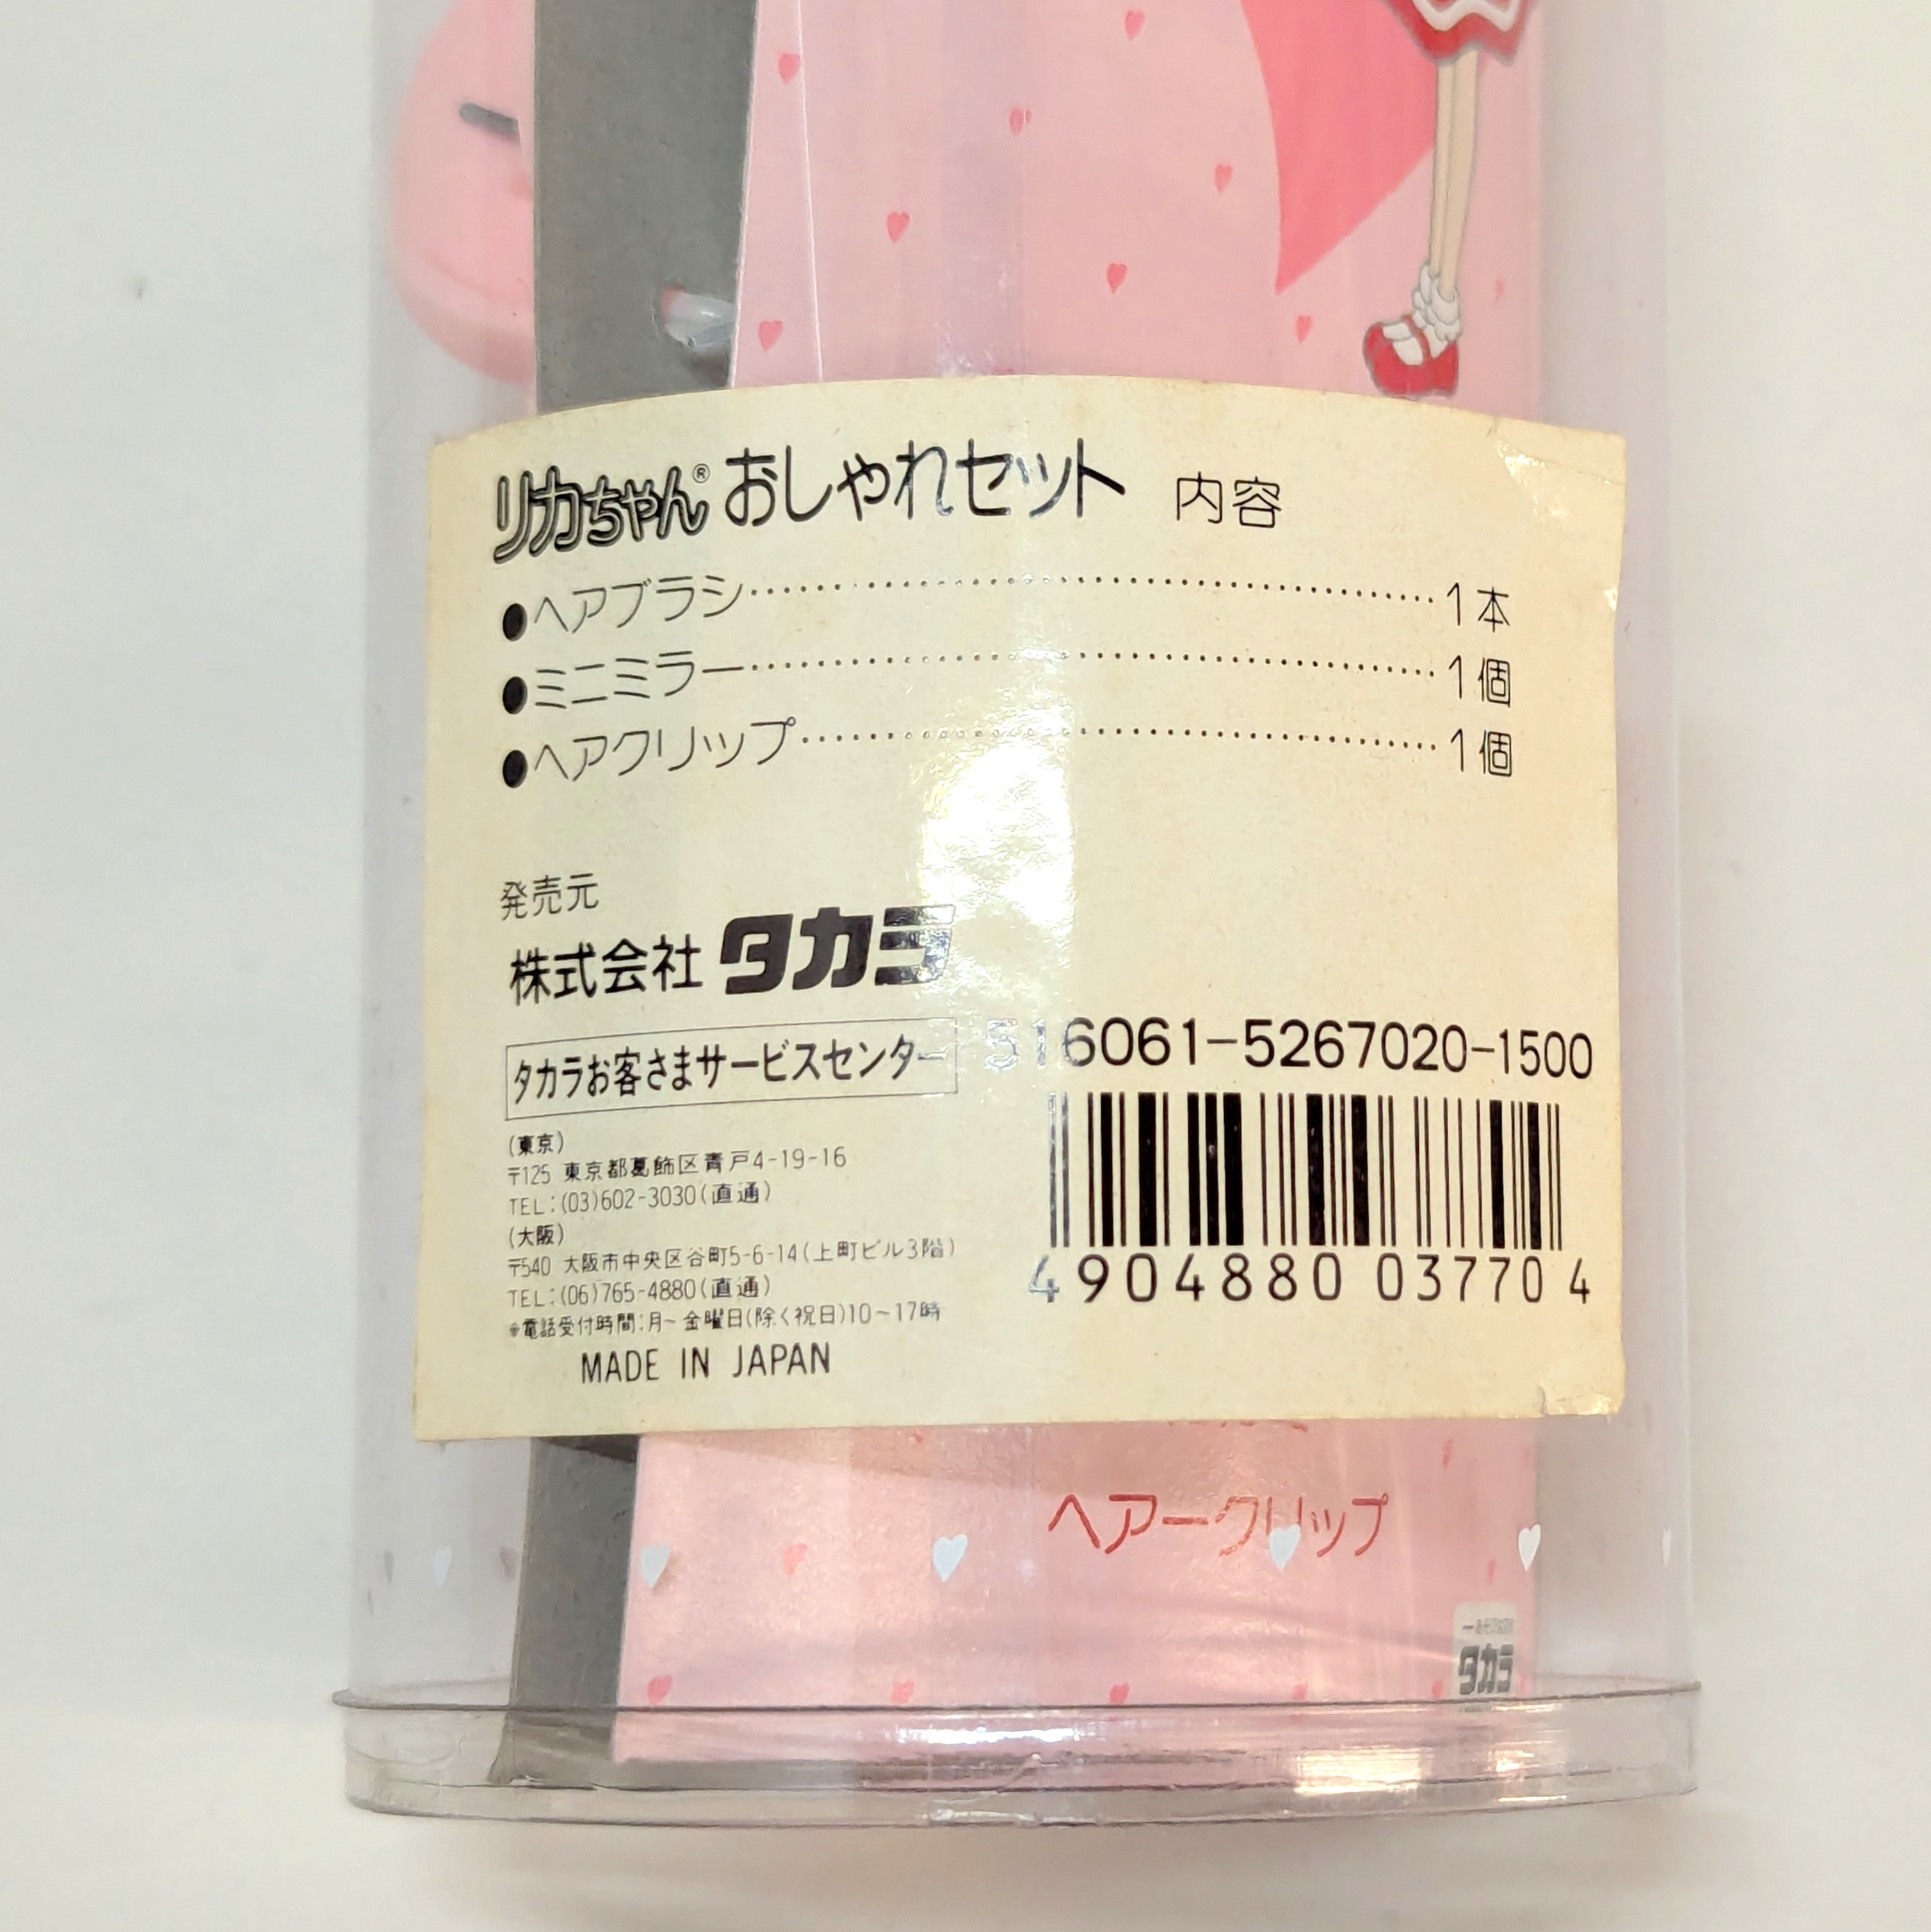 リカちゃん® おしゃれセット 内容
●ヘアブラシ……………………………1本
●ミニミラー……………………………1個
●ヘアクリップ…………………………1個
発売元
株式会社 タカラ
タカラお客さまサービスセンター
(東京)
〒125 東京都葛飾区青戸4-19-16
TEL:(03)602-3030(直通)
(大阪)
〒540 大阪市中央区谷町5-6-14(上町ビル3階)
TEL:(06)765-4880(直通)
※電話受付時間:月~金曜日(除く祝日)10~17時
MADE IN JAPAN
516061-5267020-1500
4904880 037704
ヘアークリップ
タカラ